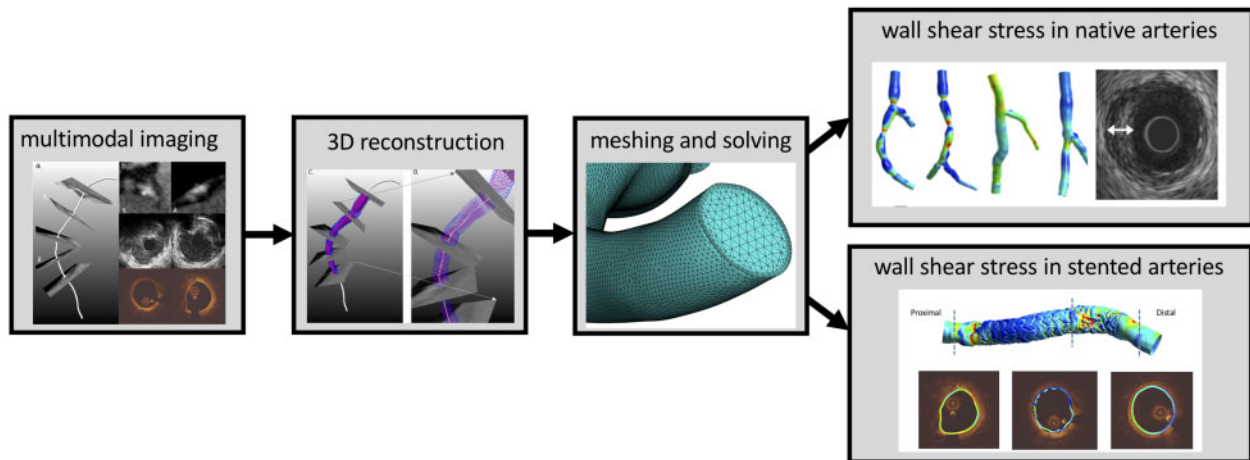 multimodal imaging
a.
3D reconstruction
C.
D.
meshing and solving
wall shear stress in native arteries
wall shear stress in stented arteries
Proximal
Distal